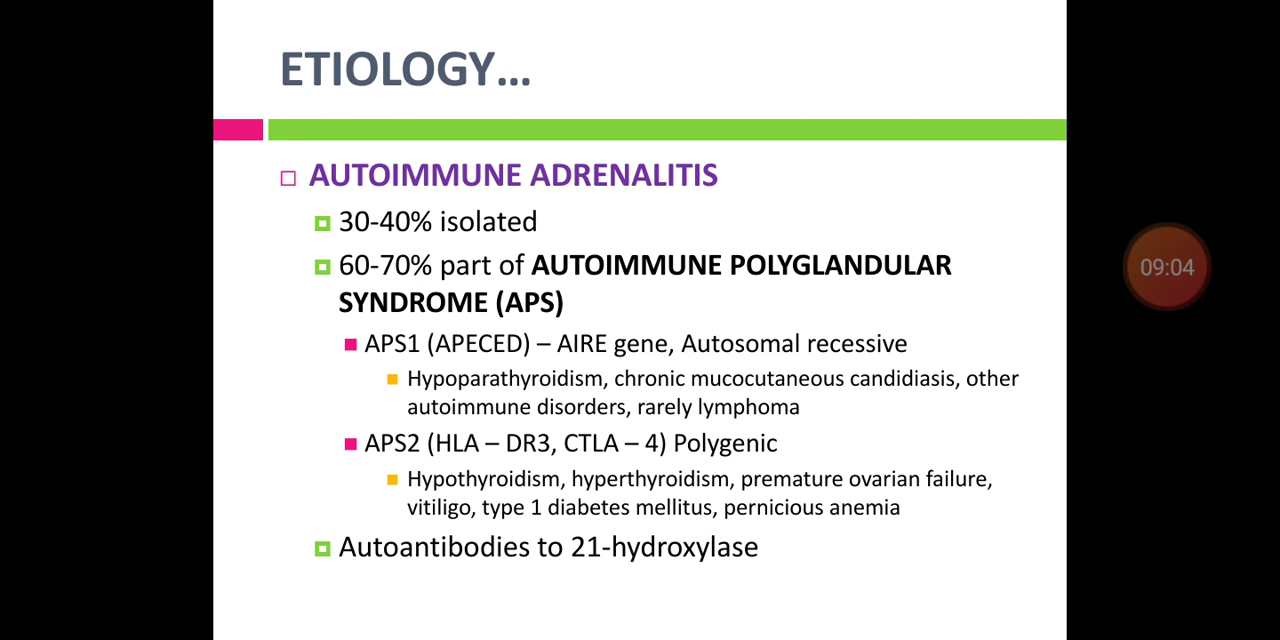 ETIOLOGY...
AUTOIMMUNE ADRENALITIS
30-40% isolated
60-70% part of AUTOIMMUNE POLYGLANDULAR
SYNDROME (APS)
APS1 (APECED) – AIRE gene, Autosomal recessive
Hypoparathyroidism, chronic mucocutaneous candidiasis, other
autoimmune disorders, rarely lymphoma
APS2 (HLA – DR3, CTLA – 4) Polygenic
Hypothyroidism, hyperthyroidism, premature ovarian failure,
vitiligo, type 1 diabetes mellitus, pernicious anemia
Autoantibodies to 21-hydroxylase
09:04